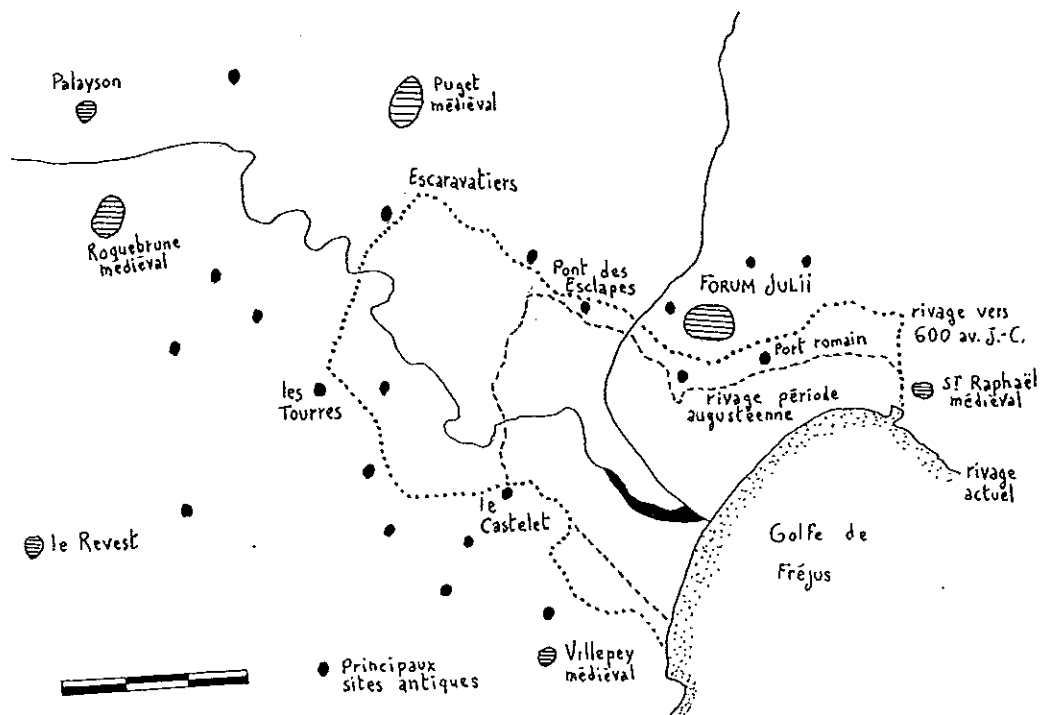 Palayson
Puget
médiéval
Escaravatiers
Roquebrune
médiéval
Pont des
Esclapes
FORUM JULII
rivage vers
600 av. J.-C.
Port romain
les
Tourres
rivage période
augustéenne
ST Raphaël
médiéval
rivage
actuel
le
Castelet
le Revest
Golfe de
Fréjus
Principaux
sites antiques
Villepey
médiéval